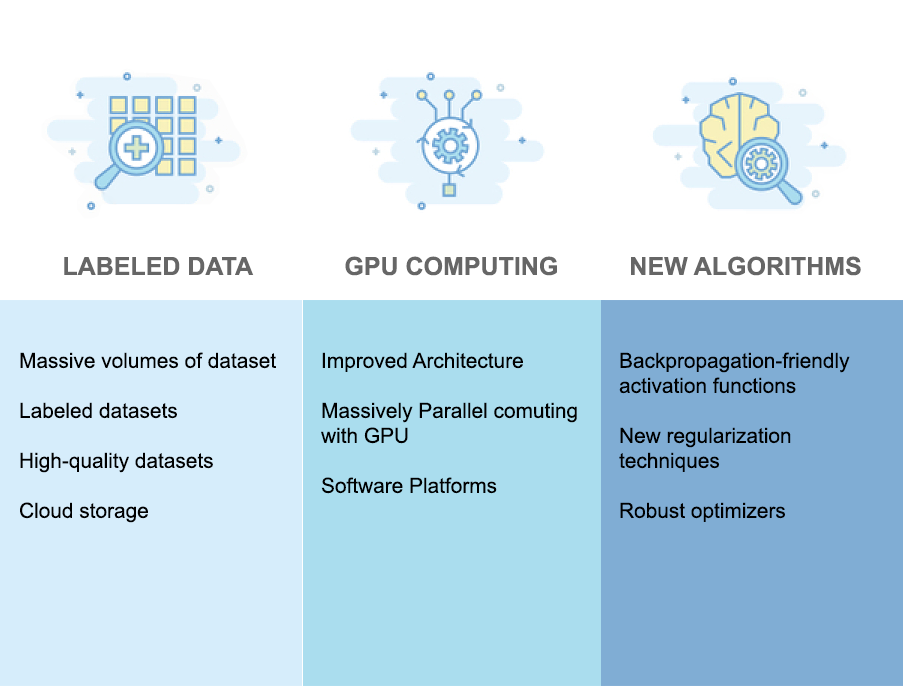 LABELED DATA
GPU COMPUTING
NEW ALGORITHMS
Massive volumes of dataset
Labeled datasets
High-quality datasets
Cloud storage
Improved Architecture
Massively Parallel comuting
with GPU
Software Platforms
Backpropagation-friendly
activation functions
New regularization
techniques
Robust optimizers